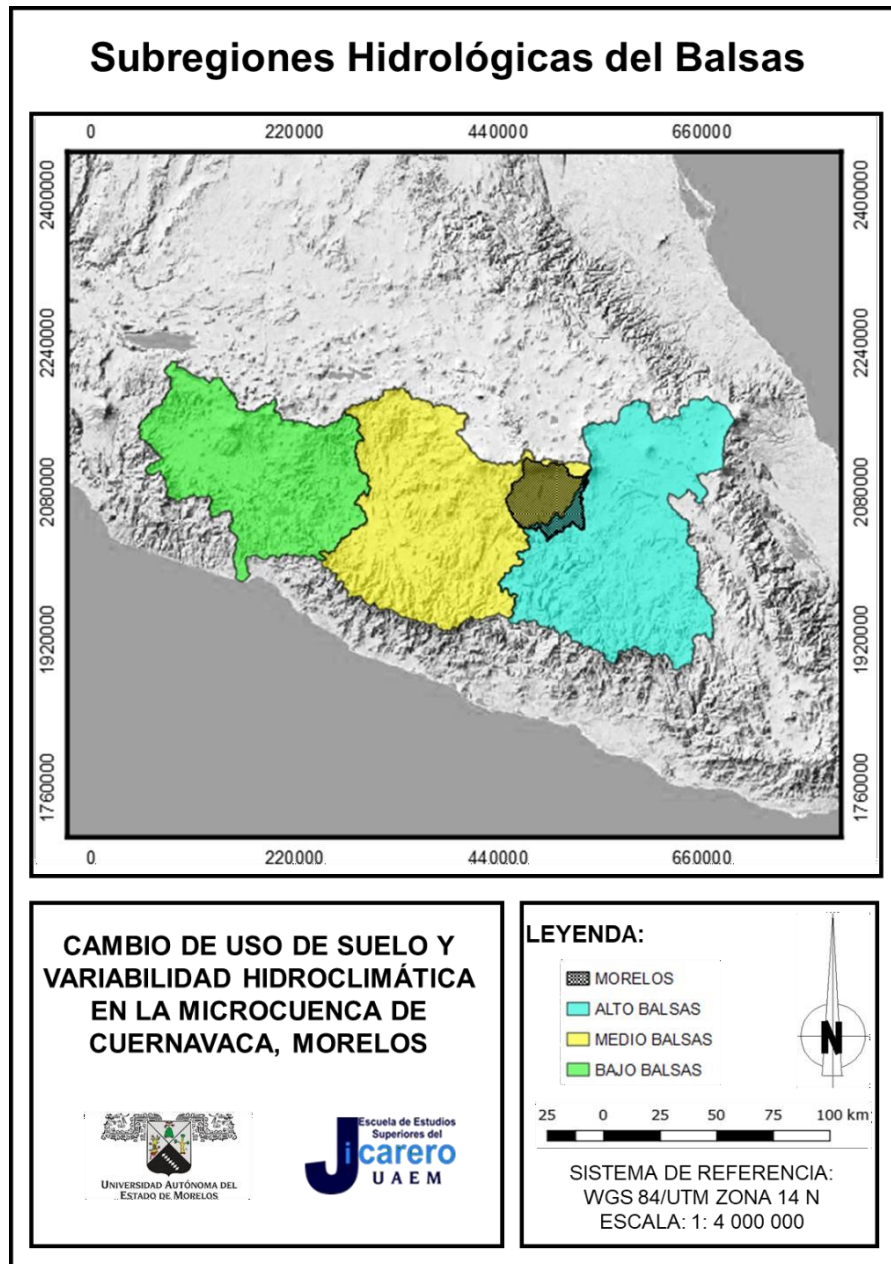 Subregiones Hidrológicas del Balsas
0 220000 440000 660000
2400000 2400000
2240000 2240000
2080000 2080000
1920000 1920000
1760000 1760000
0 220000 440000 660000
CAMBIO DE USO DE SUELO Y
VARIABILIDAD HIDROCLIMÁTICA
EN LA MICROCUENCA DE
CUERNAVACA, MORELOS
UNIVERSIDAD AUTÓNOMA DEL
ESTADO DE MORELOS
Escuela de Estudios
Superiores del
Jicarero
UAEM
LEYENDA:
MORELOS
ALTO BALSAS
MEDIO BALSAS
BAJO BALSAS
N
25 0 25 50 75 100 km
SISTEMA DE REFERENCIA:
WGS 84/UTM ZONA 14 N
ESCALA: 1: 4 000 000